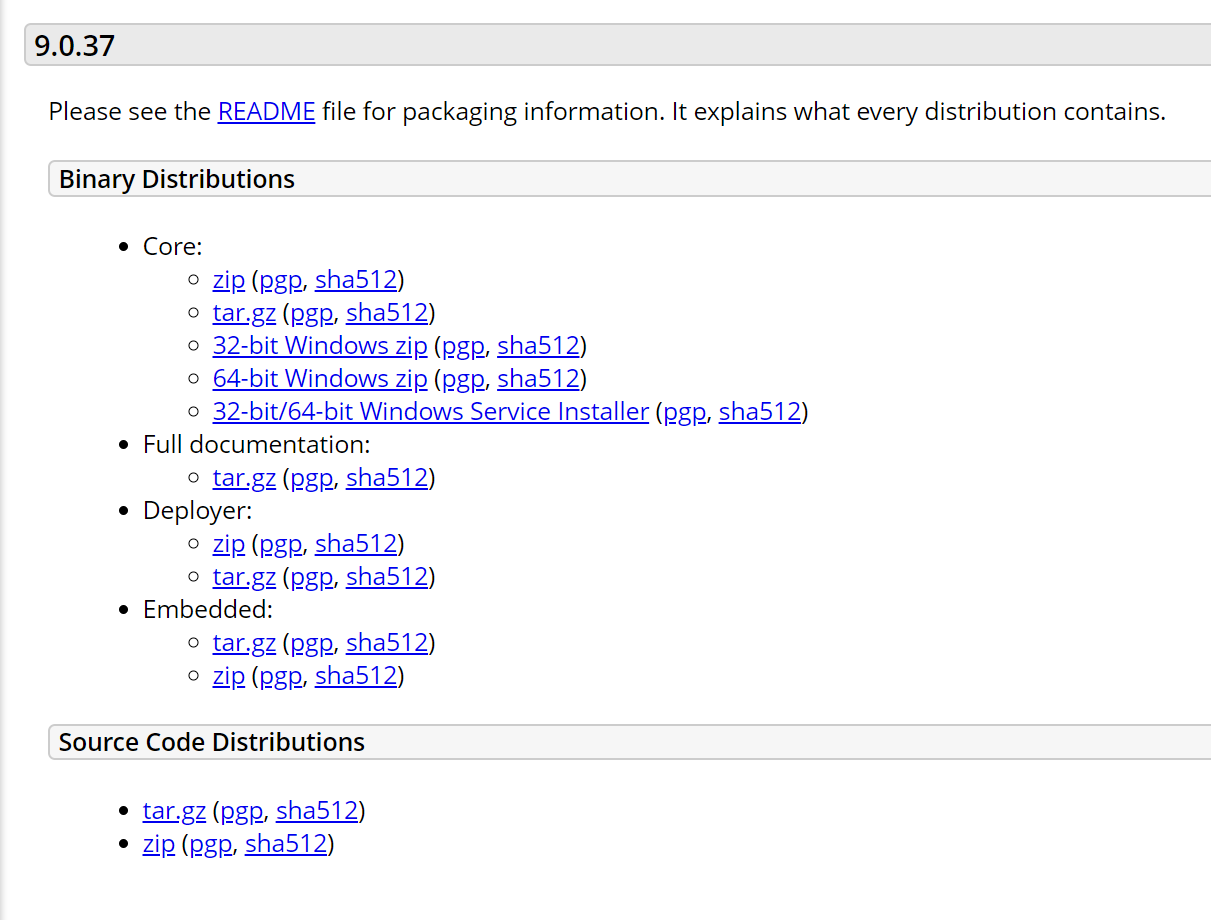 9.0.37
Please see the README file for packaging information. It explains what every distribution contains.
Binary Distributions
Core:
zip (pgp, sha512)
tar.gz (pgp, sha512)
32-bit Windows zip (pgp, sha512)
64-bit Windows zip (pgp, sha512)
32-bit/64-bit Windows Service Installer (pgp, sha512)
Full documentation:
tar.gz (pgp, sha512)
Deployer:
zip (pgp, sha512)
tar.gz (pgp, sha512)
Embedded:
tar.gz (pgp, sha512)
zip (pgp, sha512)
Source Code Distributions
tar.gz (pgp, sha512)
zip (pgp, sha512)